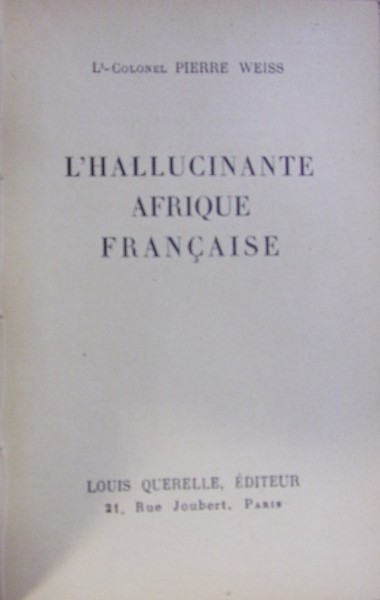 Lt-Colonel PIERRE WEISS
L'HALLUCINANTE
AFRIQUE
FRANÇAISE
LOUIS QUERELLE, ÉDITEUR
21, Rue Joubert, Paris